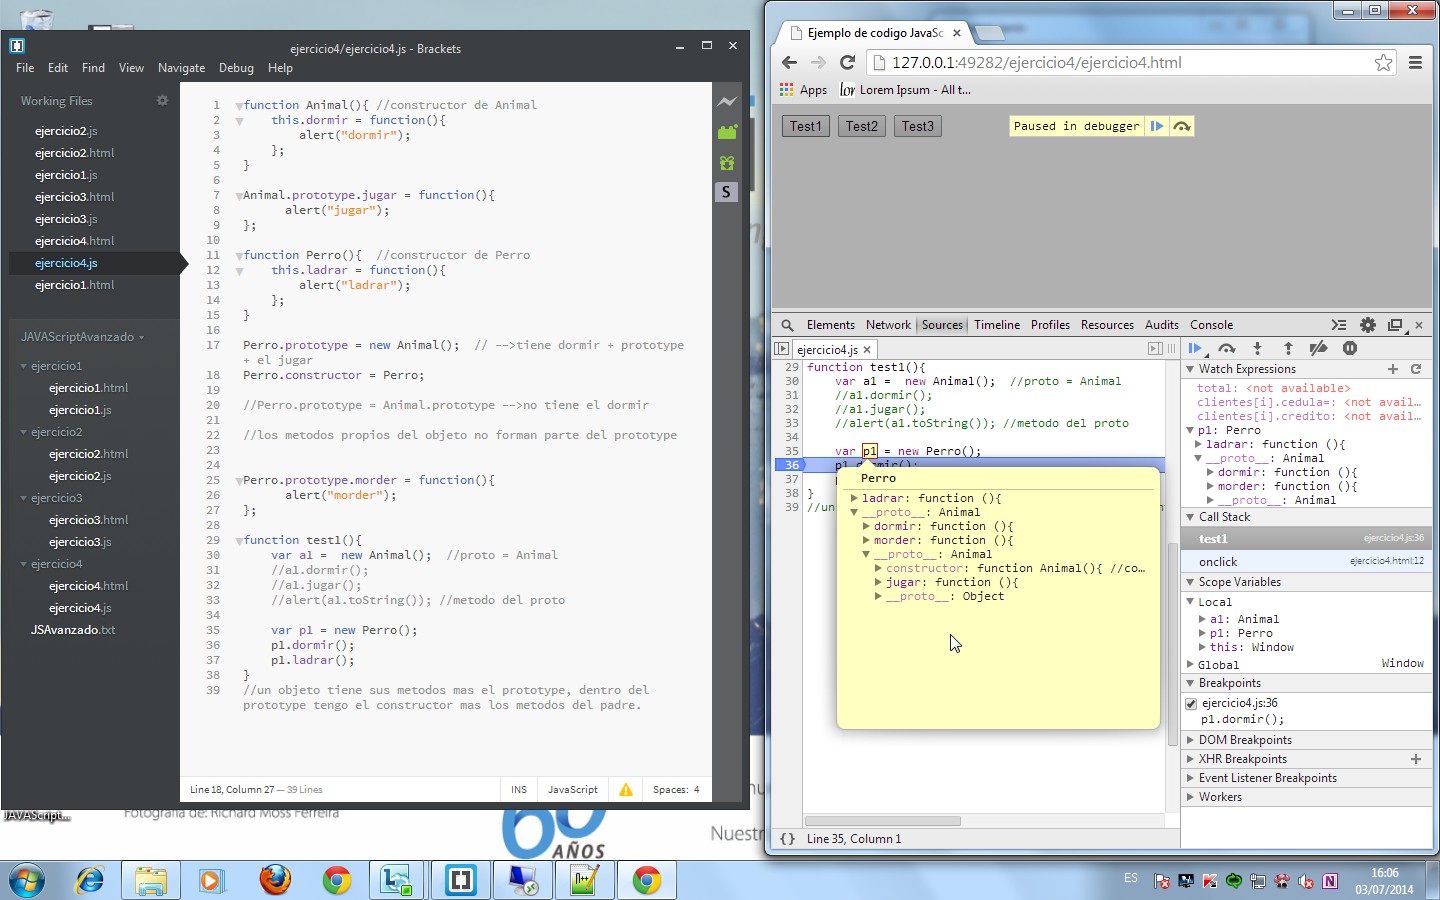 ejercicio4/ejercicio4.js - Brackets
File Edit Find View Navigate Debug Help
Working Files
ejercicio2.js
ejercicio2.html
ejercicio1.js
ejercicio3.html
ejercicio3.js
ejercicio4.html
ejercicio4.js
ejercicio1.html
JAVAScriptAvanzado
ejercicio1
ejercicio1.html
ejercicio1.js
ejercicio2
ejercicio2.html
ejercicio2.js
ejercicio3
ejercicio3.html
ejercicio3.js
ejercicio4
ejercicio4.html
ejercicio4.js
JSAvanzado.txt
1 function Animal(){ //constructor de Animal
2 this.dormir = function(){
3 alert("dormir");
4 };
5 }
6
7 Animal.prototype.jugar = function(){
8 alert("jugar");
9 };
10
11 function Perro(){  //constructor de Perro
12 this.ladrar = function(){
13 alert("ladrar");
14 };
15 }
16
17 Perro.prototype = new Animal();  // -->tiene dormir + prototype
+ el jugar
18 Perro.constructor = Perro;
19
20 //Perro.prototype = Animal.prototype -->no tiene el dormir
21
22 //los metodos propios del objeto no forman parte del prototype
23
24
25 Perro.prototype.morder = function(){
26 alert("morder");
27 };
28
29 function test1(){
30 var a1 =  new Animal();  //proto = Animal
31 //a1.dormir();
32 //a1.jugar();
33 //alert(a1.toString()); //metodo del proto
34
35 var p1 = new Perro();
36 p1.dormir();
37 p1.ladrar();
38 }
39 //un objeto tiene sus metodos mas el prototype, dentro del
prototype tengo el constructor mas los metodos del padre.
Line 18, Column 27 — 39 Lines INS JavaScript Spaces: 4
S
Ejemplo de codigo JavaSc
127.0.0.1:49282/ejercicio4/ejercicio4.html
Apps lor Lorem Ipsum - All t...
Test1 Test2 Test3
Paused in debugger
Elements Network Sources Timeline Profiles Resources Audits Console
ejercicio4.js
29 function test1(){
30 var a1 =  new Animal();  //proto = Animal
31 //a1.dormir();
32 //a1.jugar();
33 //alert(a1.toString()); //metodo del proto
34
35 var p1 = new Perro();
36 p1.dormir();
37
38 }
39 //un
Perro
ladrar: function (){
__proto__: Animal
dormir: function (){
morder: function (){
__proto__: Animal
constructor: function Animal(){ //co…
jugar: function (){
__proto__: Object
{ } Line 35, Column 1
Watch Expressions
total: <not available>
clientes[i].cedula=: <not avail…
clientes[i].credito: <not avail…
p1: Perro
ladrar: function (){
__proto__: Animal
dormir: function (){
morder: function (){
__proto__: Animal
Call Stack
test1 ejercicio4.js:36
onclick ejercicio4.html:12
Scope Variables
Local
a1: Animal
p1: Perro
this: Window
Global Window
Breakpoints
ejercicio4.js:36
p1.dormir();
DOM Breakpoints
XHR Breakpoints
Event Listener Breakpoints
Workers
JAVAScript...
Fotografía de: Richard Moss Ferreira
60
AÑOS
Nuestr
ES
16:06
03/07/2014